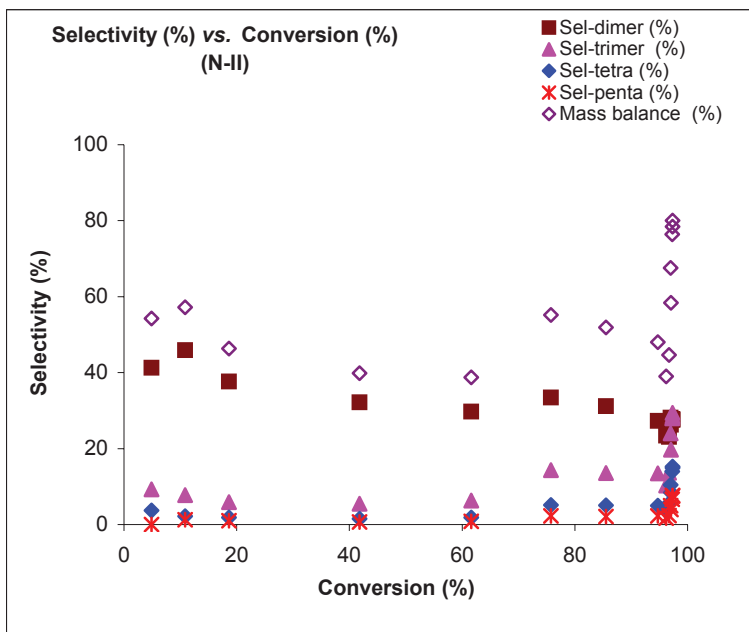 Selectivity (%) vs. Conversion (%)
(N-II)
Sel-dimer (%)
Sel-trimer (%)
Sel-tetra (%)
Sel-penta (%)
Mass balance (%)
100
80
60
40
20
0
Selectivity (%)
0 20 40 60 80 100
Conversion (%)